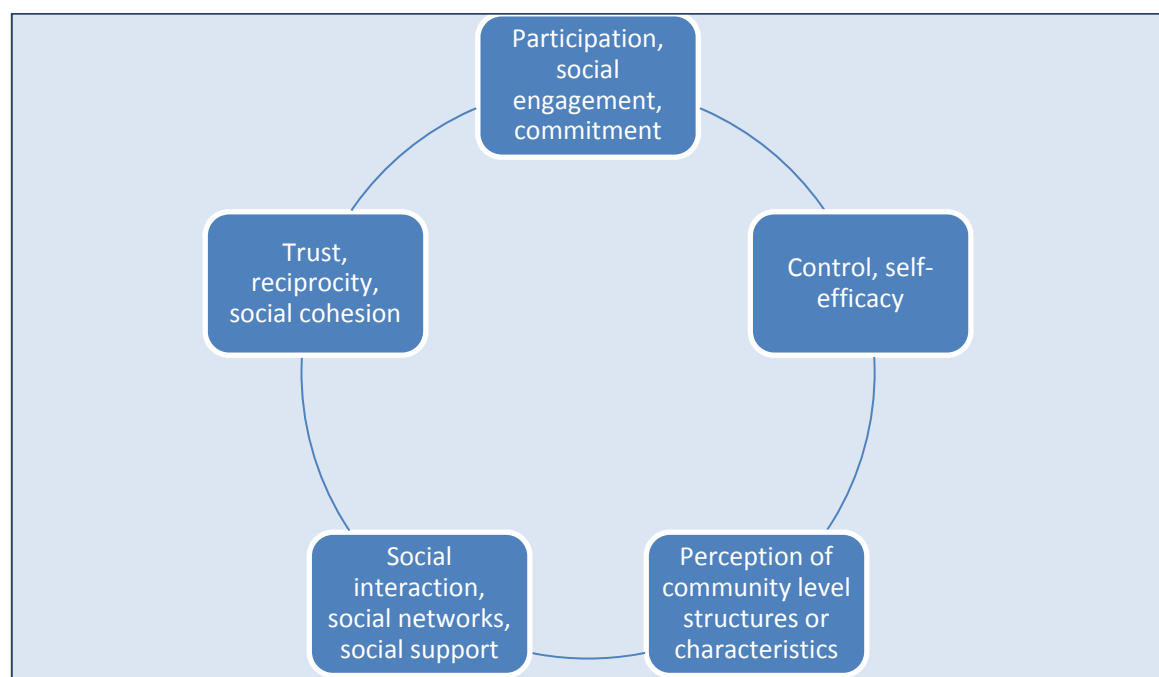 Participation,
social
engagement,
commitment
Control, self-
efficacy
Perception of
community level
structures or
characteristics
Social
interaction,
social networks,
social support
Trust,
reciprocity,
social cohesion